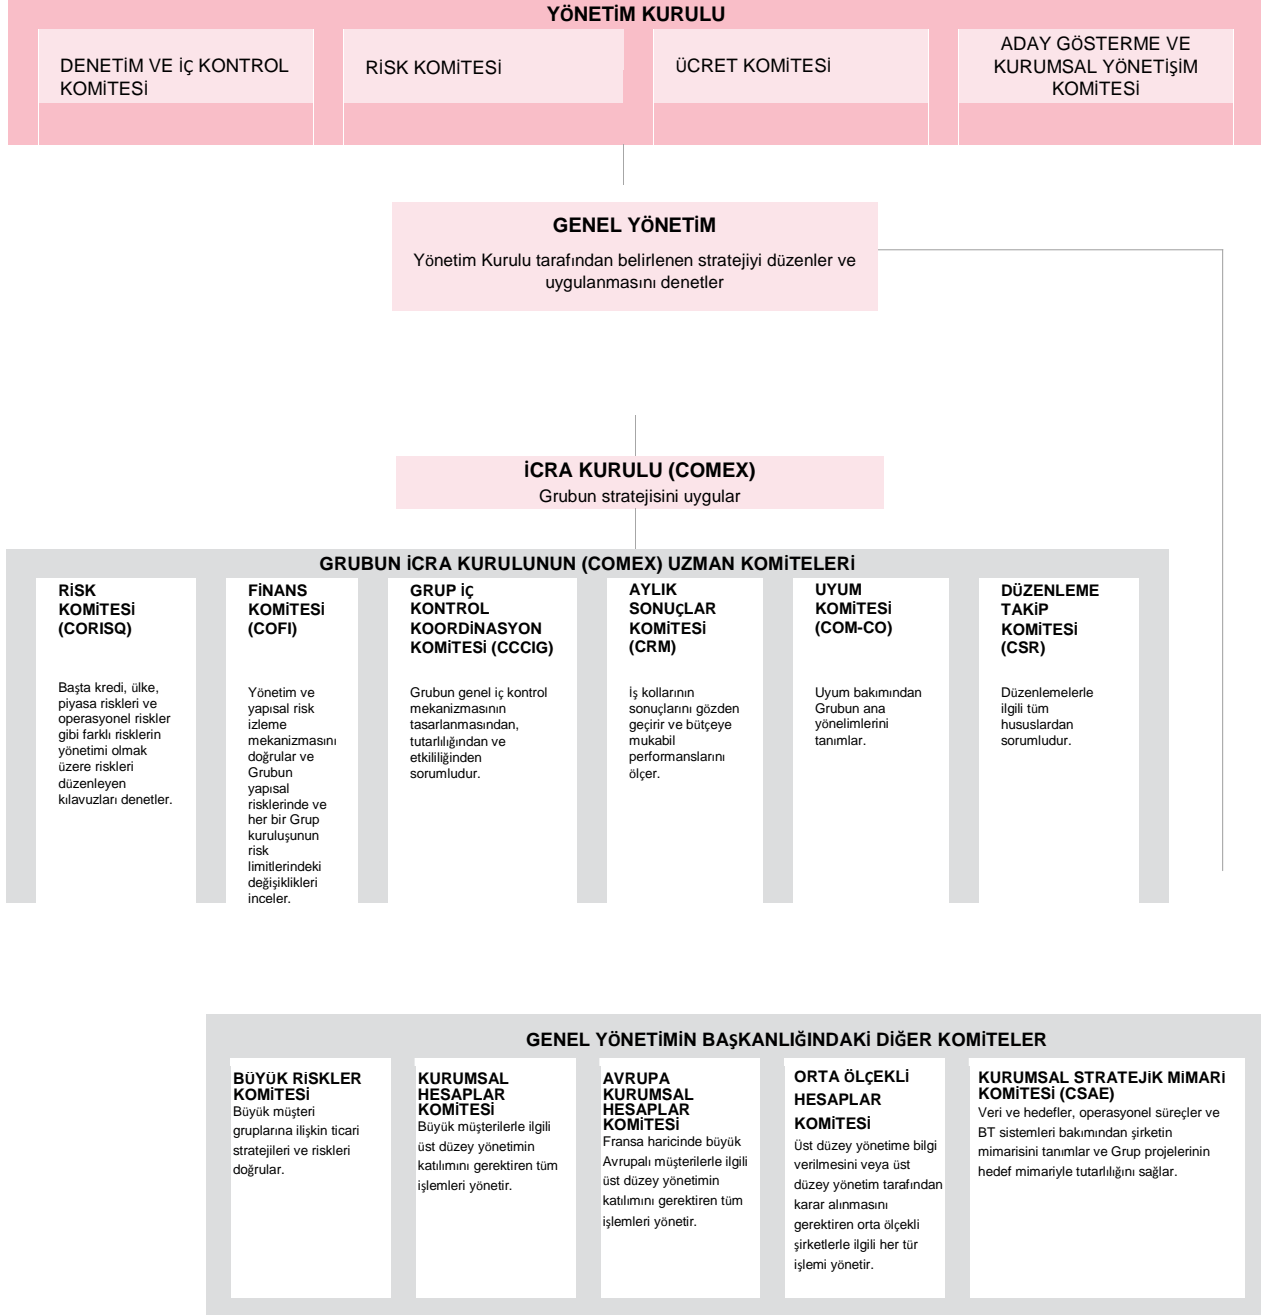 YÖNETİM KURULU
DENETİM VE İÇ KONTROL
KOMİTESİ
RİSK KOMİTESİ
ÜCRET KOMİTESİ
ADAY GÖSTERME VE
KURUMSAL YÖNETİŞİM
KOMİTESİ
GENEL YÖNETİM
Yönetim Kurulu tarafından belirlenen stratejiyi düzenler ve
uygulanmasını denetler
İCRA KURULU (COMEX)
Grubun stratejisini uygular
GRUBUN İCRA KURULUNUN (COMEX) UZMAN KOMİTELERİ
RİSK
KOMİTESİ
(CORISQ)
Başta kredi, ülke,
piyasa riskleri ve
operasyonel riskler
gibi farklı risklerin
yönetimi olmak
üzere riskleri
düzenleyen
kılavuzları denetler.
FİNANS
KOMİTESİ
(COFI)
Yönetim ve
yapısal risk
izleme
mekanizmasını
doğrular ve
Grubun
yapısal
risklerinde ve
her bir Grup
kuruluşunun
risk
limitlerindeki
değişiklikleri
inceler.
GRUP İÇ
KONTROL
KOORDİNASYON
KOMİTESİ (CCCIG)
Grubun genel iç kontrol
mekanizmasının
tasarlanmasından,
tutarlılığından ve
etkililiğinden
sorumludur.
AYLIK
SONUÇLAR
KOMİTESİ
(CRM)
İş kollarının
sonuçlarını gözden
geçirir ve bütçeye
mukabil
performanslarını
ölçer.
UYUM
KOMİTESİ
(COM-CO)
Uyum bakımından
Grubun ana
yönelimlerini
tanımlar.
DÜZENLEME
TAKİP
KOMİTESİ
(CSR)
Düzenlemelerle
ilgili tüm
hususlardan
sorumludur.
GENEL YÖNETİMİN BAŞKANLIĞINDAKİ DİĞER KOMİTELER
BÜYÜK RİSKLER
KOMİTESİ
Büyük müşteri
gruplarına ilişkin ticari
stratejileri ve riskleri
doğrular.
KURUMSAL
HESAPLAR
KOMİTESİ
Büyük müşterilerle ilgili
üst düzey yönetimin
katılımını gerektiren tüm
işlemleri yönetir.
AVRUPA
KURUMSAL
HESAPLAR
KOMİTESİ
Fransa haricinde büyük
Avrupalı müşterilerle ilgili
üst düzey yönetimin
katılımını gerektiren tüm
işlemleri yönetir.
ORTA ÖLÇEKLİ
HESAPLAR
KOMİTESİ
Üst düzey yönetime bilgi
verilmesini veya üst
düzey yönetim tarafından
karar alınmasını
gerektiren orta ölçekli
şirketlerle ilgili her tür
işlemi yönetir.
KURUMSAL STRATEJİK MİMARİ
KOMİTESİ (CSAE)
Veri ve hedefler, operasyonel süreçler ve
BT sistemleri bakımından şirketin
mimarisini tanımlar ve Grup projelerinin
hedef mimariyle tutarlılığını sağlar.